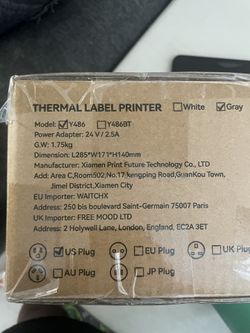 THERMAL LABEL PRINTER White Gray
Model: Y486 Y486BT
Power Adapter: 24V / 2.5A
G.W: 1.75kg
Dimension: L285*W171*H140mm
Manufacturer: Xiamen Print Future Technology Co., LTD
Add: Area C,Room502,No.17,kengping Road,GuanKou Town,
Jimei District,Xiamen City
EU Importer: WAITCHX
Address: 250 bis boulevard Saint-Germain 75007 Paris
UK Importer: FREE MOOD LTD
Address: 2 Holywell Lane, London, England, EC2A 3ET
US Plug EU Plug UK Plug
AU Plug JP Plug